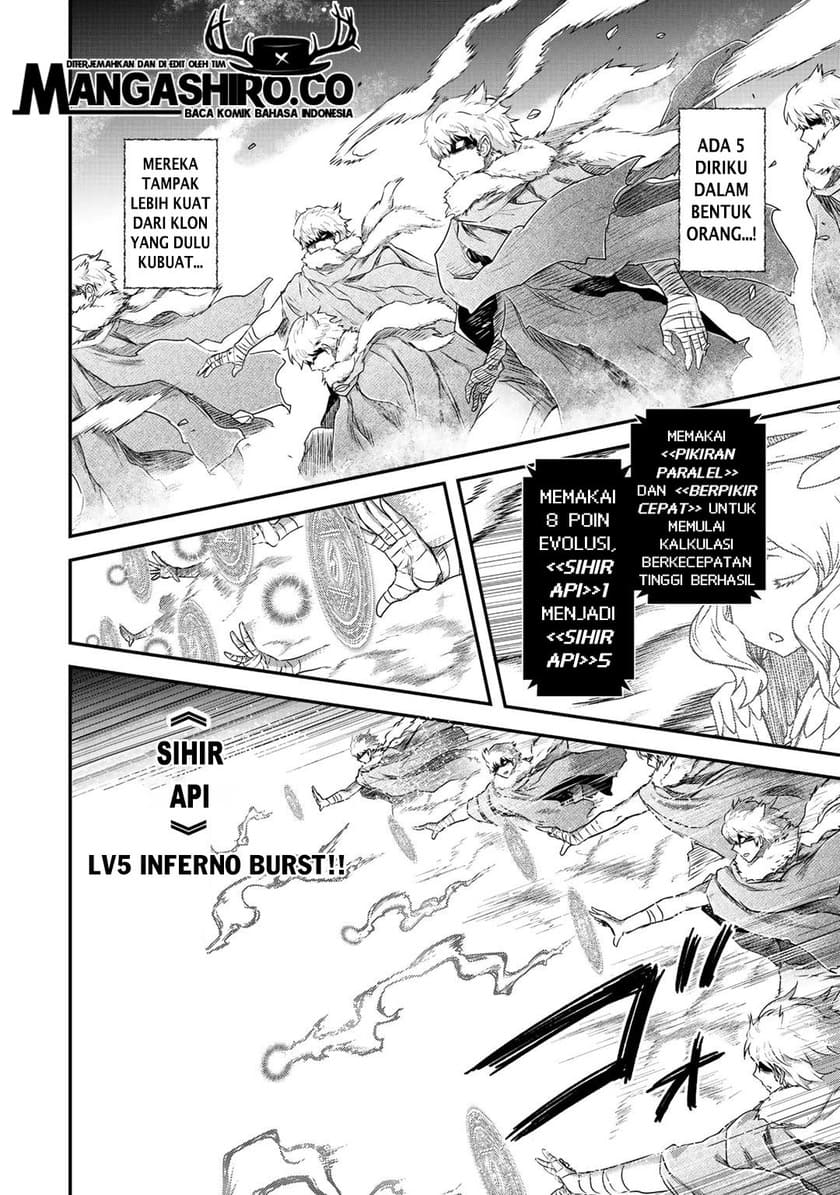 DITERJEMAHKAN DAN DI EDIT OLEH TIM
MANGASHIRO.CO
BACA KOMIK BAHASA INDONESIA
ADA 5
DIRIKU
DALAM
BENTUK
ORANG...!
MEREKA
TAMPAK
LEBIH KUAT
DARI KLON
YANG DULU
KUBUAT...
MEMAKAI
<<PIKIRAN
PARALEL>>
DAN <<BERPIKIR
CEPAT>> UNTUK
MEMULAI
KALKULASI
BERKECEPATAN
TINGGI BERHASIL
MEMAKAI
8 POIN
EVOLUSI,
<<SIHIR
API>>1
MENJADI
<<SIHIR
API>>5
《
SIHIR
API
》
LV5 INFERNO BURST!!
ゴ